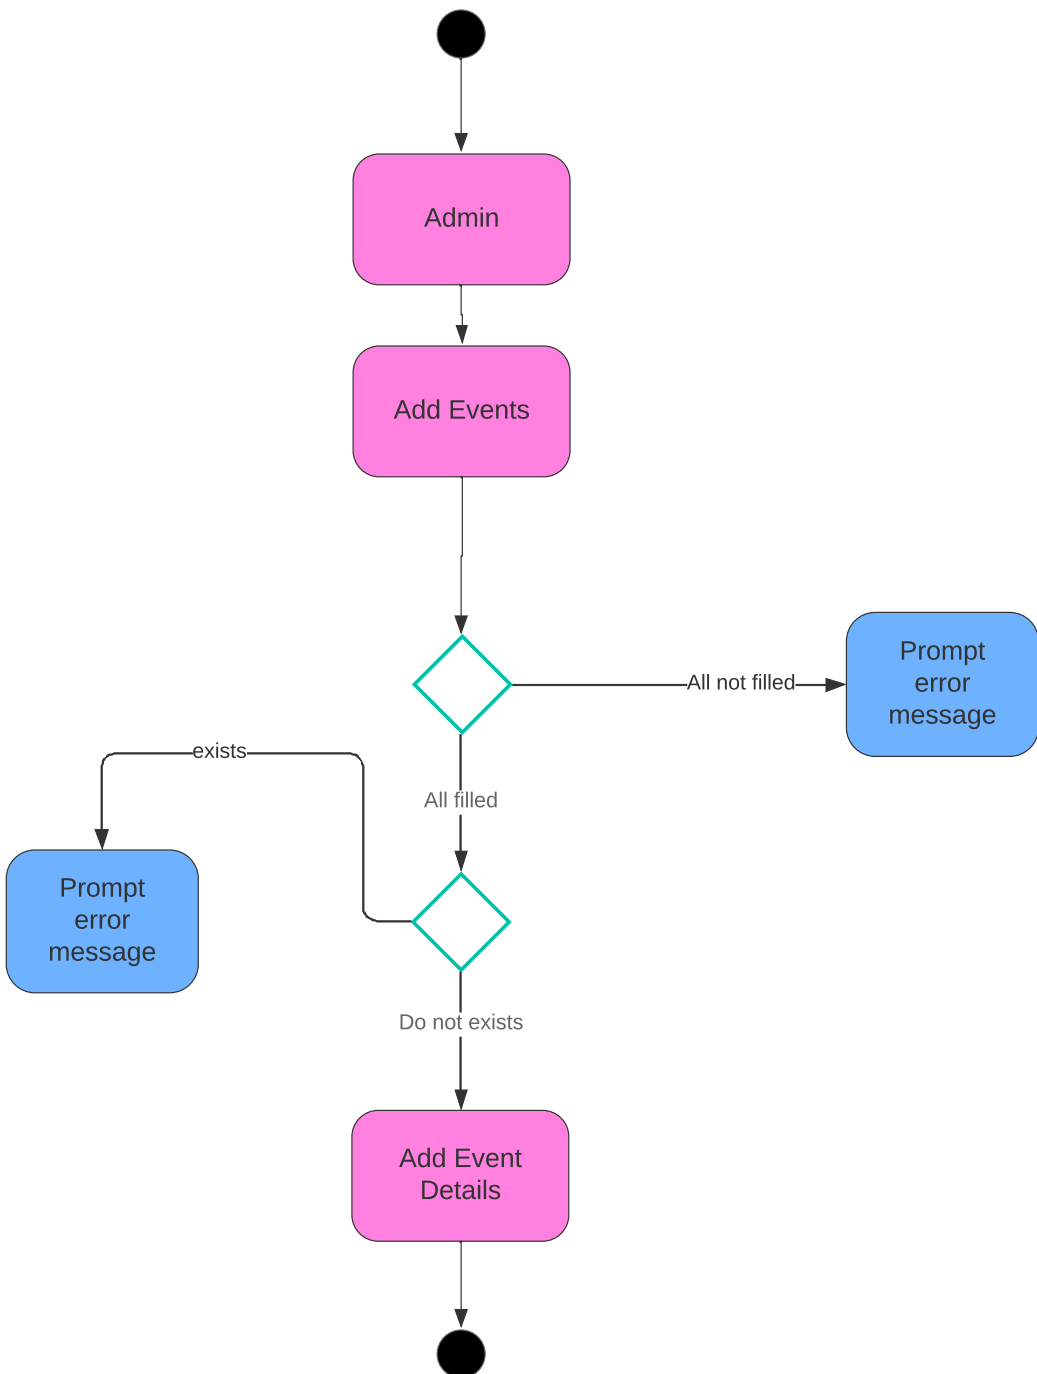 Admin
Add Events
Prompt
error
message
All not filled
exists
All filled
Prompt
error
message
Do not exists
Add Event
Details